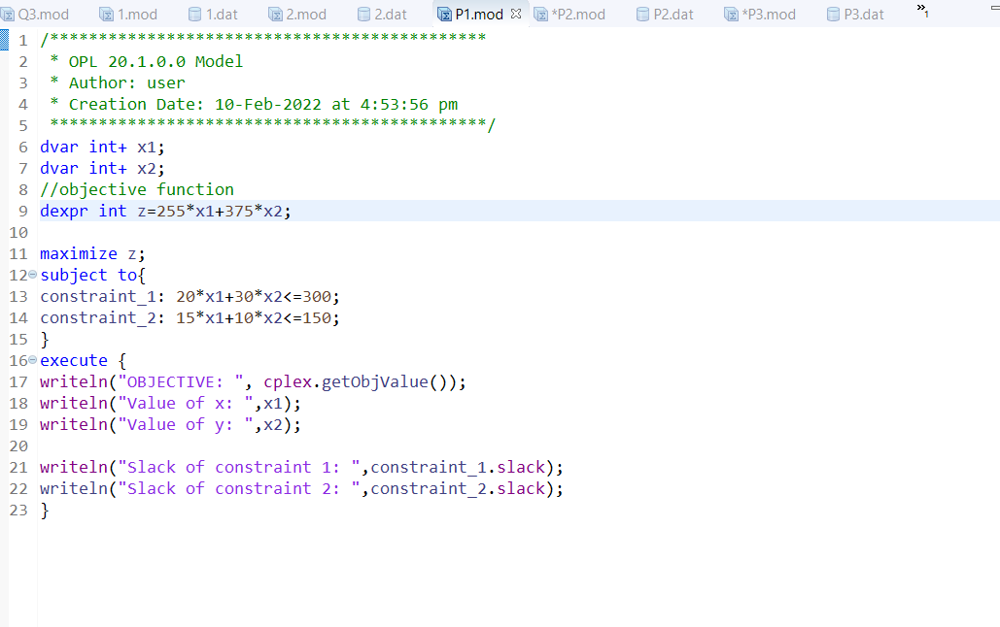 Q3.mod 1.mod 1.dat 2.mod 2.dat P1.mod *P2.mod P2.dat *P3.mod P3.dat »1
1 /*********************************************
2 * OPL 20.1.0.0 Model
3 * Author: user
4 * Creation Date: 10-Feb-2022 at 4:53:56 pm
5 *********************************************/
6 dvar int+ x1;
7 dvar int+ x2;
8 //objective function
9 dexpr int z=255*x1+375*x2;
10
11 maximize z;
12 subject to{
13 constraint_1: 20*x1+30*x2<=300;
14 constraint_2: 15*x1+10*x2<=150;
15 }
16 execute {
17 writeln("OBJECTIVE: ", cplex.getObjValue());
18 writeln("Value of x: ",x1);
19 writeln("Value of y: ",x2);
20
21 writeln("Slack of constraint 1: ",constraint_1.slack);
22 writeln("Slack of constraint 2: ",constraint_2.slack);
23 }